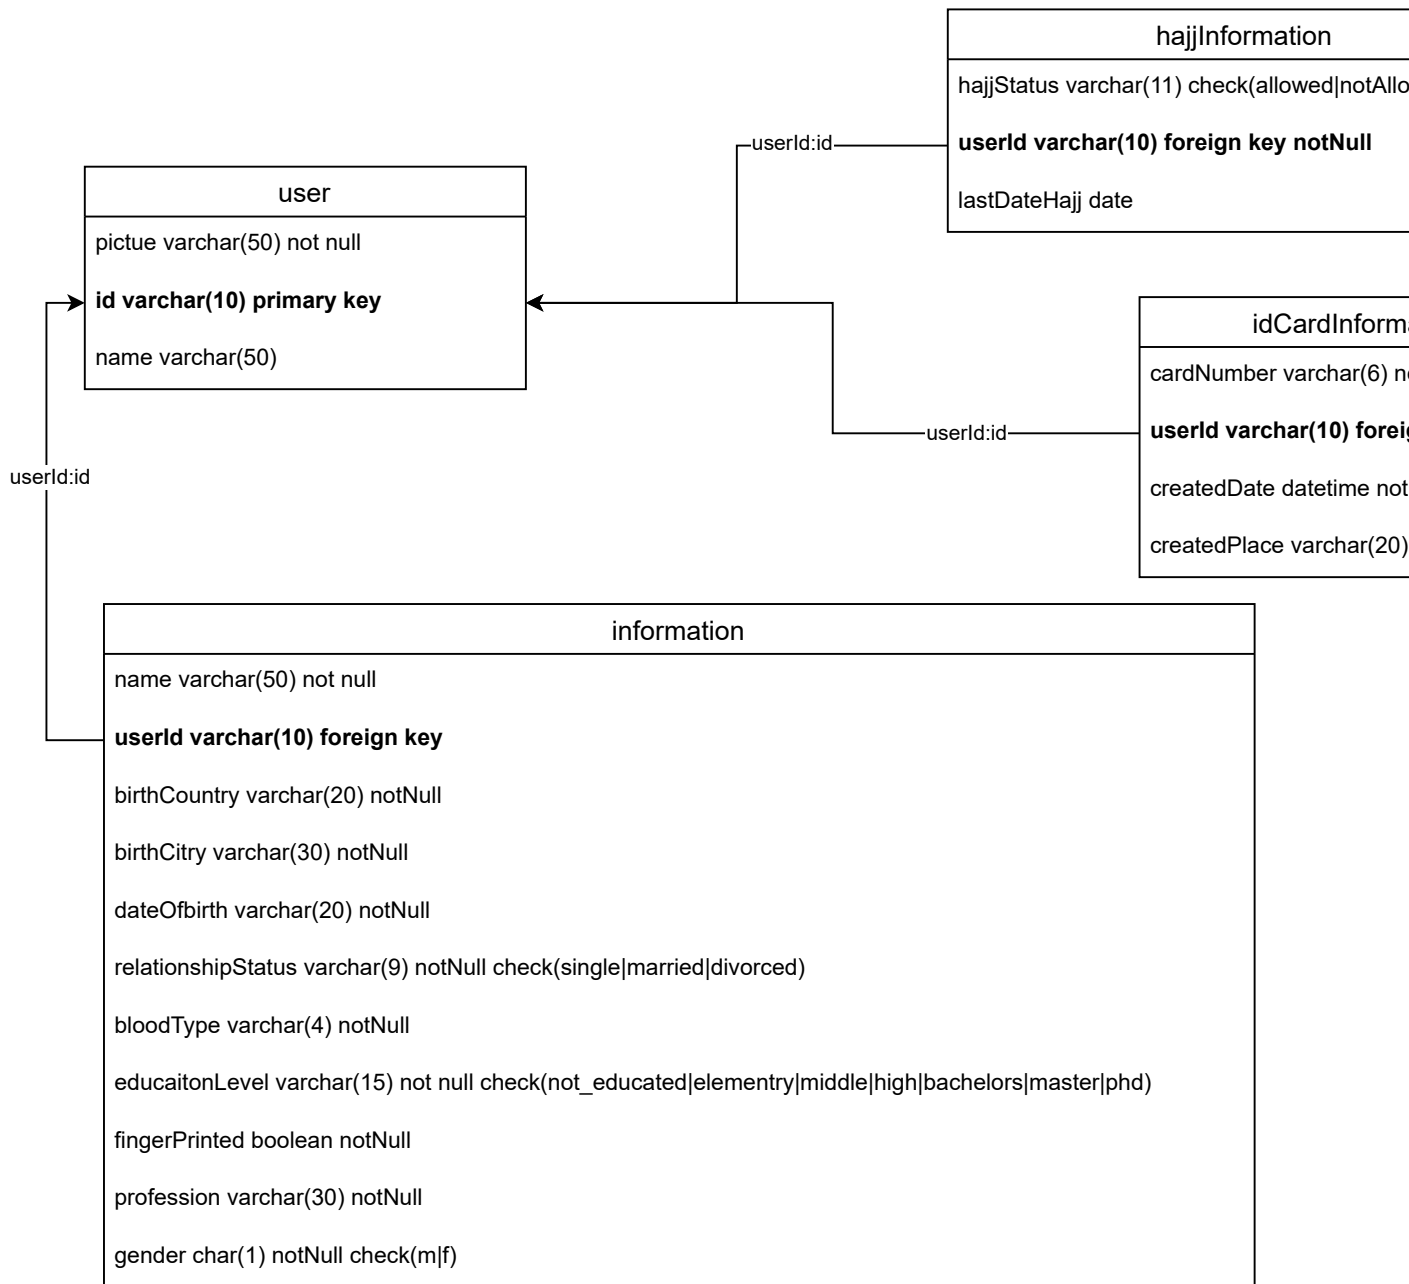 hajjInformation
hajjStatus varchar(11) check(allowed|notAllo
userId varchar(10) foreign key notNull
lastDateHajj date
userId:id
user
pictue varchar(50) not null
id varchar(10) primary key
name varchar(50)
idCardInforma
cardNumber varchar(6) n
userId varchar(10) foreig
createdDate datetime not
createdPlace varchar(20)
userId:id
userId:id
information
name varchar(50) not null
userId varchar(10) foreign key
birthCountry varchar(20) notNull
birthCitry varchar(30) notNull
dateOfbirth varchar(20) notNull
relationshipStatus varchar(9) notNull check(single|married|divorced)
bloodType varchar(4) notNull
educaitonLevel varchar(15) not null check(not_educated|elementry|middle|high|bachelors|master|phd)
fingerPrinted boolean notNull
profession varchar(30) notNull
gender char(1) notNull check(m|f)